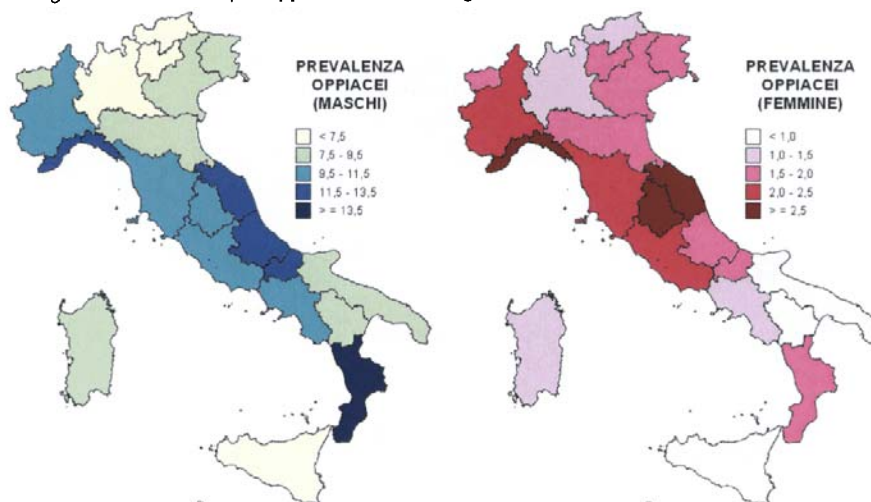 PREVALENZA
OPPIACEI
(MASCHI)
< 7,5
7,5 - 9,5
9,5 - 11,5
11,5 - 13,5
> = 13,5
PREVALENZA
OPPIACEI
(FEMMINE)
< 1,0
1,0 - 1,5
1,5 - 2,0
2,0 - 2,5
> = 2,5